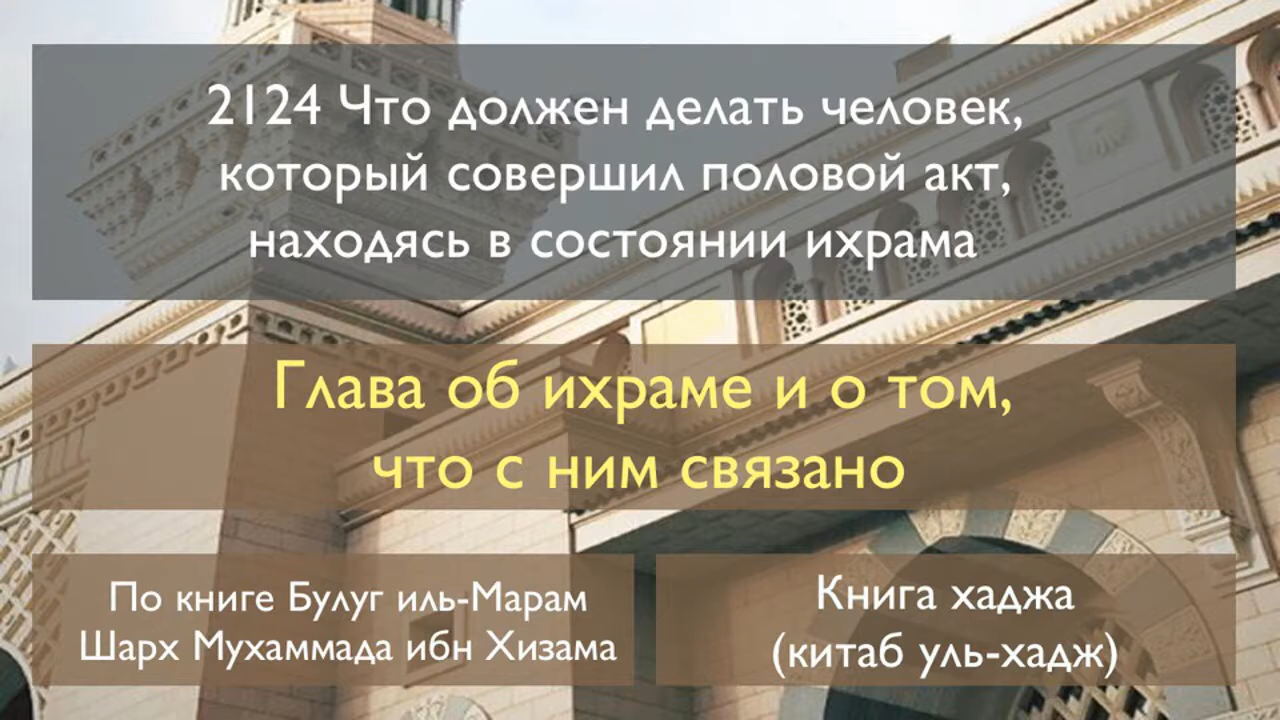 2124 Что должен делать человек,
который совершил половой акт,
находясь в состоянии ихрама
Глава об ихраме и о том,
что с ним связано
По книге Булуг иль-Марам
Шарх Мухаммада ибн Хизама
Книга хаджа
(китаб уль-хадж)